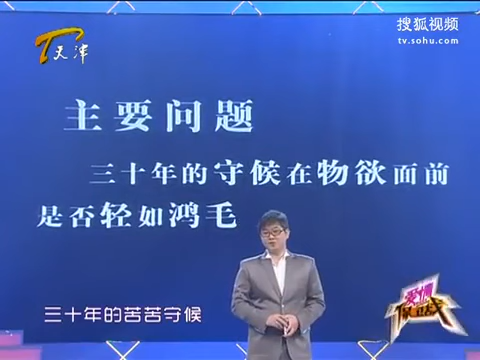 天津
搜狐视频
tv.sohu.com
主要问题
三十年的守候在物欲面前
是否轻如鸿毛
爱情
保卫战
三十年的苦苦守候